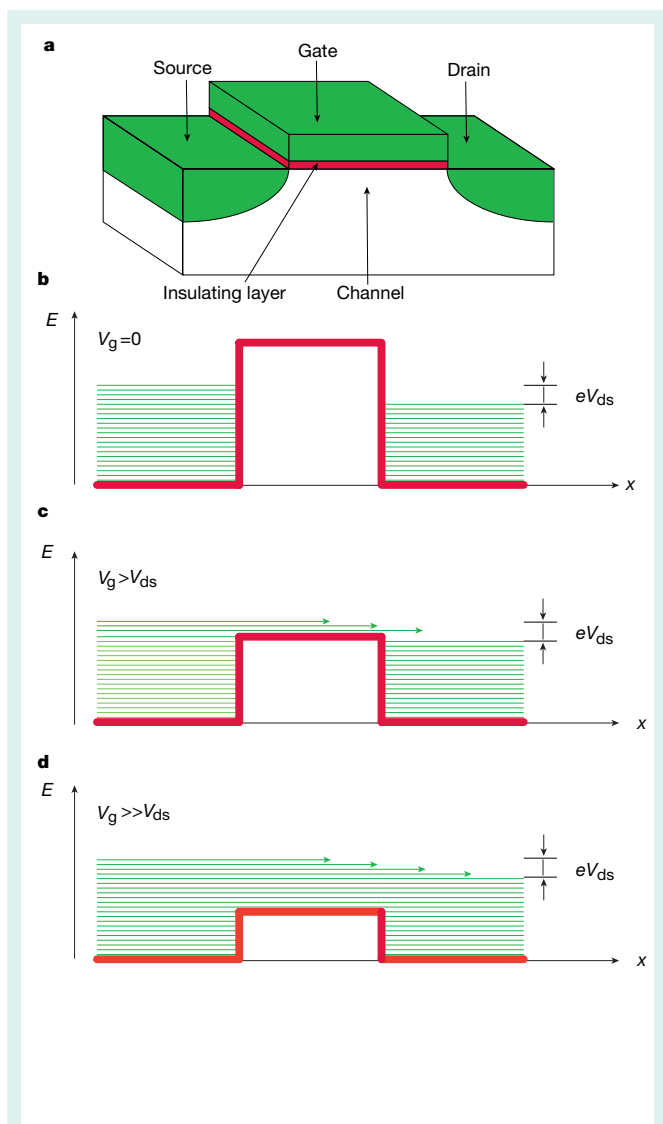 a
Gate
Source
Drain
Insulating layer
Channel
b
E
Vg=0
eVds
x
c
E
Vg>Vds
eVds
x
d
E
Vg>>Vds
eVds
x